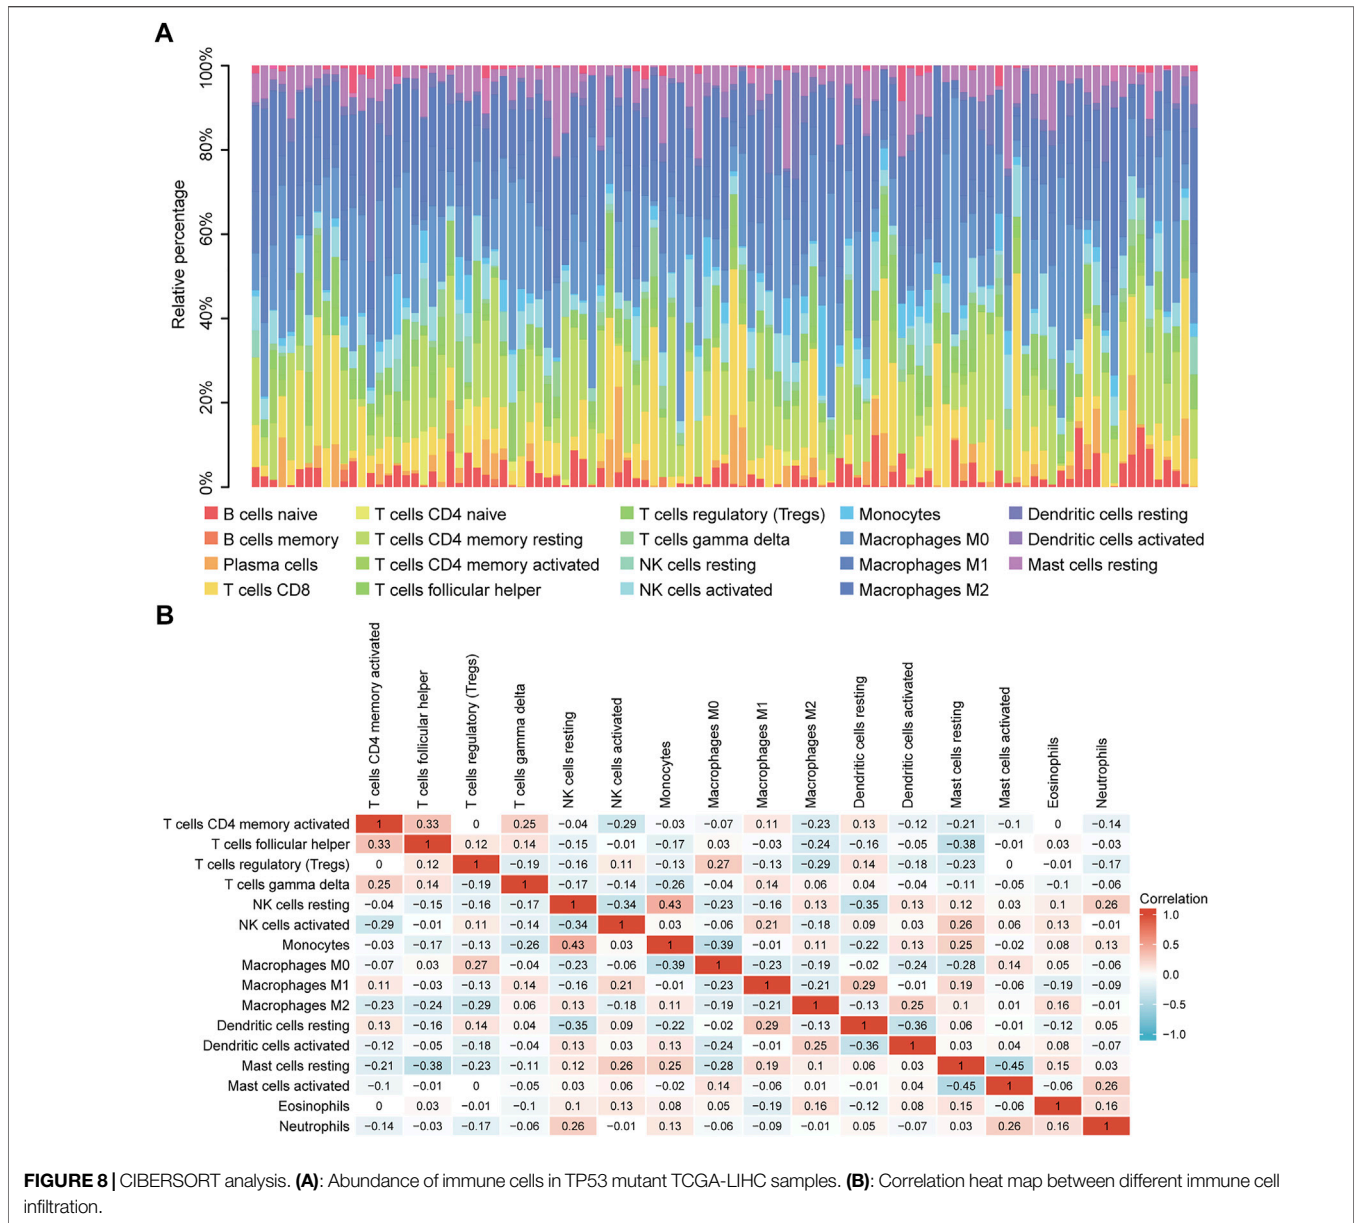 A
Relative percentage
100%
80%
60%
40%
20%
0%
B cells naive
B cells memory
Plasma cells
T cells CD8
T cells CD4 naive
T cells CD4 memory resting
T cells CD4 memory activated
T cells follicular helper
T cells regulatory (Tregs)
T cells gamma delta
NK cells resting
NK cells activated
Monocytes
Macrophages M0
Macrophages M1
Macrophages M2
Dendritic cells resting
Dendritic cells activated
Mast cells resting
B
T cells CD4 memory activated
T cells follicular helper
T cells regulatory (Tregs)
T cells gamma delta
NK cells resting
NK cells activated
Monocytes
Macrophages M0
Macrophages M1
Macrophages M2
Dendritic cells resting
Dendritic cells activated
Mast cells resting
Mast cells activated
Eosinophils
Neutrophils
T cells CD4 memory activated 1 0.33 0 0.25 −0.04 −0.29 −0.03 −0.07 0.11 −0.23 0.13 −0.12 −0.21 −0.1 0 −0.14
T cells follicular helper 0.33 1 0.12 0.14 −0.15 −0.01 −0.17 0.03 −0.03 −0.24 −0.16 −0.05 −0.38 −0.01 0.03 −0.03
T cells regulatory (Tregs) 0 0.12 1 −0.19 −0.16 0.11 −0.13 0.27 −0.13 −0.29 0.14 −0.18 −0.23 0 −0.01 −0.17
T cells gamma delta 0.25 0.14 −0.19 1 −0.17 −0.14 −0.26 −0.04 0.14 0.06 0.04 −0.04 −0.11 −0.05 −0.1 −0.06
NK cells resting −0.04 −0.15 −0.16 −0.17 1 −0.34 0.43 −0.23 −0.16 0.13 −0.35 0.13 0.12 0.03 0.1 0.26
NK cells activated −0.29 −0.01 0.11 −0.14 −0.34 1 0.03 −0.06 0.21 −0.18 0.09 0.03 0.26 0.06 0.13 −0.01
Monocytes −0.03 −0.17 −0.13 −0.26 0.43 0.03 1 −0.39 −0.01 0.11 −0.22 0.13 0.25 −0.02 0.08 0.13
Macrophages M0 −0.07 0.03 0.27 −0.04 −0.23 −0.06 −0.39 1 −0.23 −0.19 −0.02 −0.24 −0.28 0.14 0.05 −0.06
Macrophages M1 0.11 −0.03 −0.13 0.14 −0.16 0.21 −0.01 −0.23 1 −0.21 0.29 −0.01 0.19 −0.06 −0.19 −0.09
Macrophages M2 −0.23 −0.24 −0.29 0.06 0.13 −0.18 0.11 −0.19 −0.21 1 −0.13 0.25 0.1 0.01 0.16 −0.01
Dendritic cells resting 0.13 −0.16 0.14 0.04 −0.35 0.09 −0.22 −0.02 0.29 −0.13 1 −0.36 0.06 −0.01 −0.12 0.05
Dendritic cells activated −0.12 −0.05 −0.18 −0.04 0.13 0.03 0.13 −0.24 −0.01 0.25 −0.36 1 0.03 0.04 0.08 −0.07
Mast cells resting −0.21 −0.38 −0.23 −0.11 0.12 0.26 0.25 −0.28 0.19 0.1 0.06 0.03 1 −0.45 0.15 0.03
Mast cells activated −0.1 −0.01 0 −0.05 0.03 0.06 −0.02 0.14 −0.06 0.01 −0.01 0.04 −0.45 1 −0.06 0.26
Eosinophils 0 0.03 −0.01 −0.1 0.1 0.13 0.08 0.05 −0.19 0.16 −0.12 0.08 0.15 −0.06 1 0.16
Neutrophils −0.14 −0.03 −0.17 −0.06 0.26 −0.01 0.13 −0.06 −0.09 −0.01 0.05 −0.07 0.03 0.26 0.16 1
Correlation
1.0
0.5
0.0
−0.5
−1.0
FIGURE 8 | CIBERSORT analysis. (A): Abundance of immune cells in TP53 mutant TCGA-LIHC samples. (B): Correlation heat map between different immune cell
infiltration.